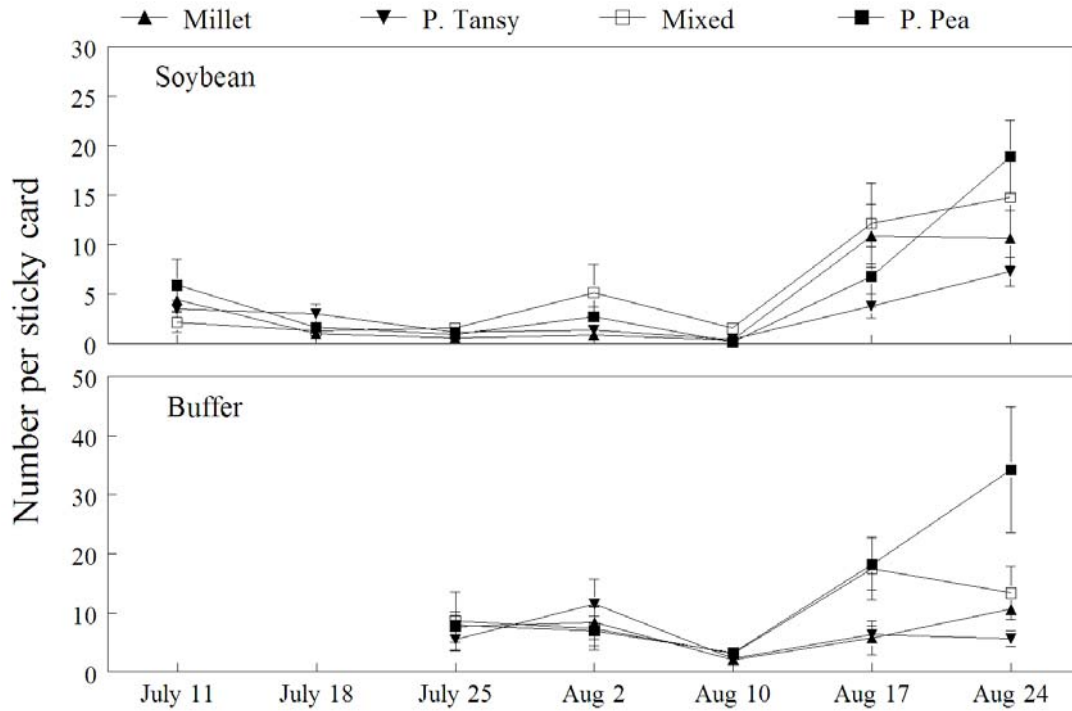 Millet P. Tansy Mixed P. Pea
Number per sticky card
Soybean
30
25
20
15
10
5
0
Buffer
50
40
30
20
10
0
July 11 July 18 July 25 Aug 2 Aug 10 Aug 17 Aug 24